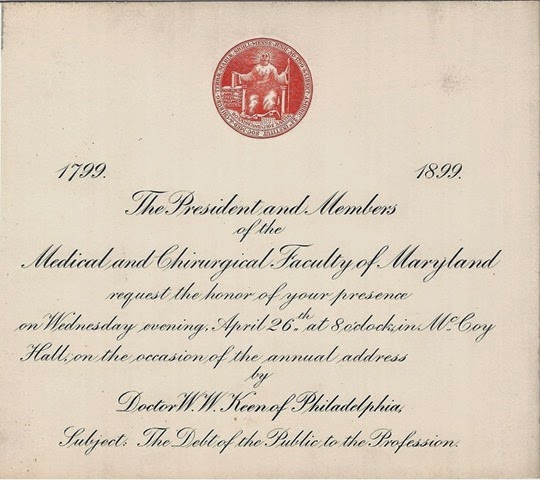 1799. 1899.
The President and Members
of the
Medical and Chirurgical Faculty of Maryland
request the honor of your presence
on Wednesday evening, April 26th at 8 o'clock, in McCoy
Hall, on the occasion of the annual address
by
Doctor W. W. Keen of Philadelphia.
Subject: The Debt of the Public to the Profession.